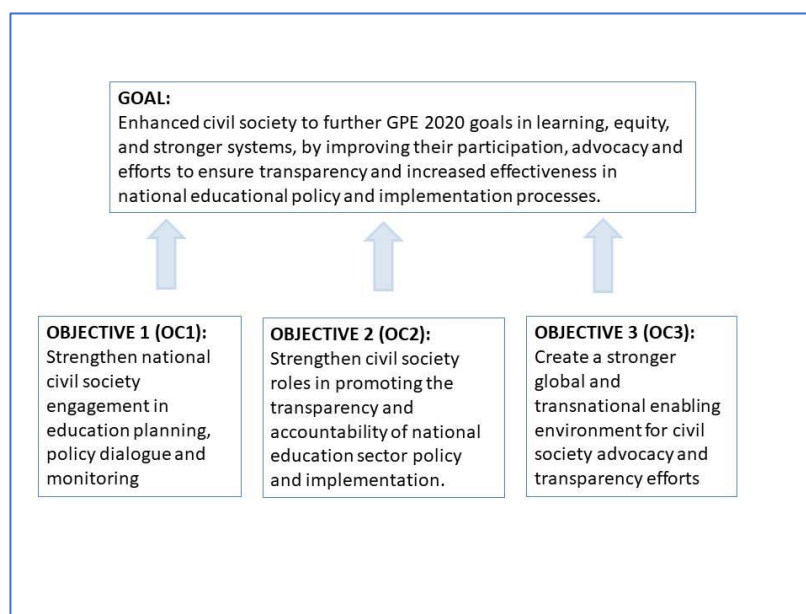 GOAL:
Enhanced civil society to further GPE 2020 goals in learning, equity,
and stronger systems, by improving their participation, advocacy and
efforts to ensure transparency and increased effectiveness in
national educational policy and implementation processes.
OBJECTIVE 1 (OC1):
Strengthen national
civil society
engagement in
education planning,
policy dialogue and
monitoring
OBJECTIVE 2 (OC2):
Strengthen civil society
roles in promoting the
transparency and
accountability of national
education sector policy
and implementation.
OBJECTIVE 3 (OC3):
Create a stronger
global and
transnational enabling
environment for civil
society advocacy and
transparency efforts